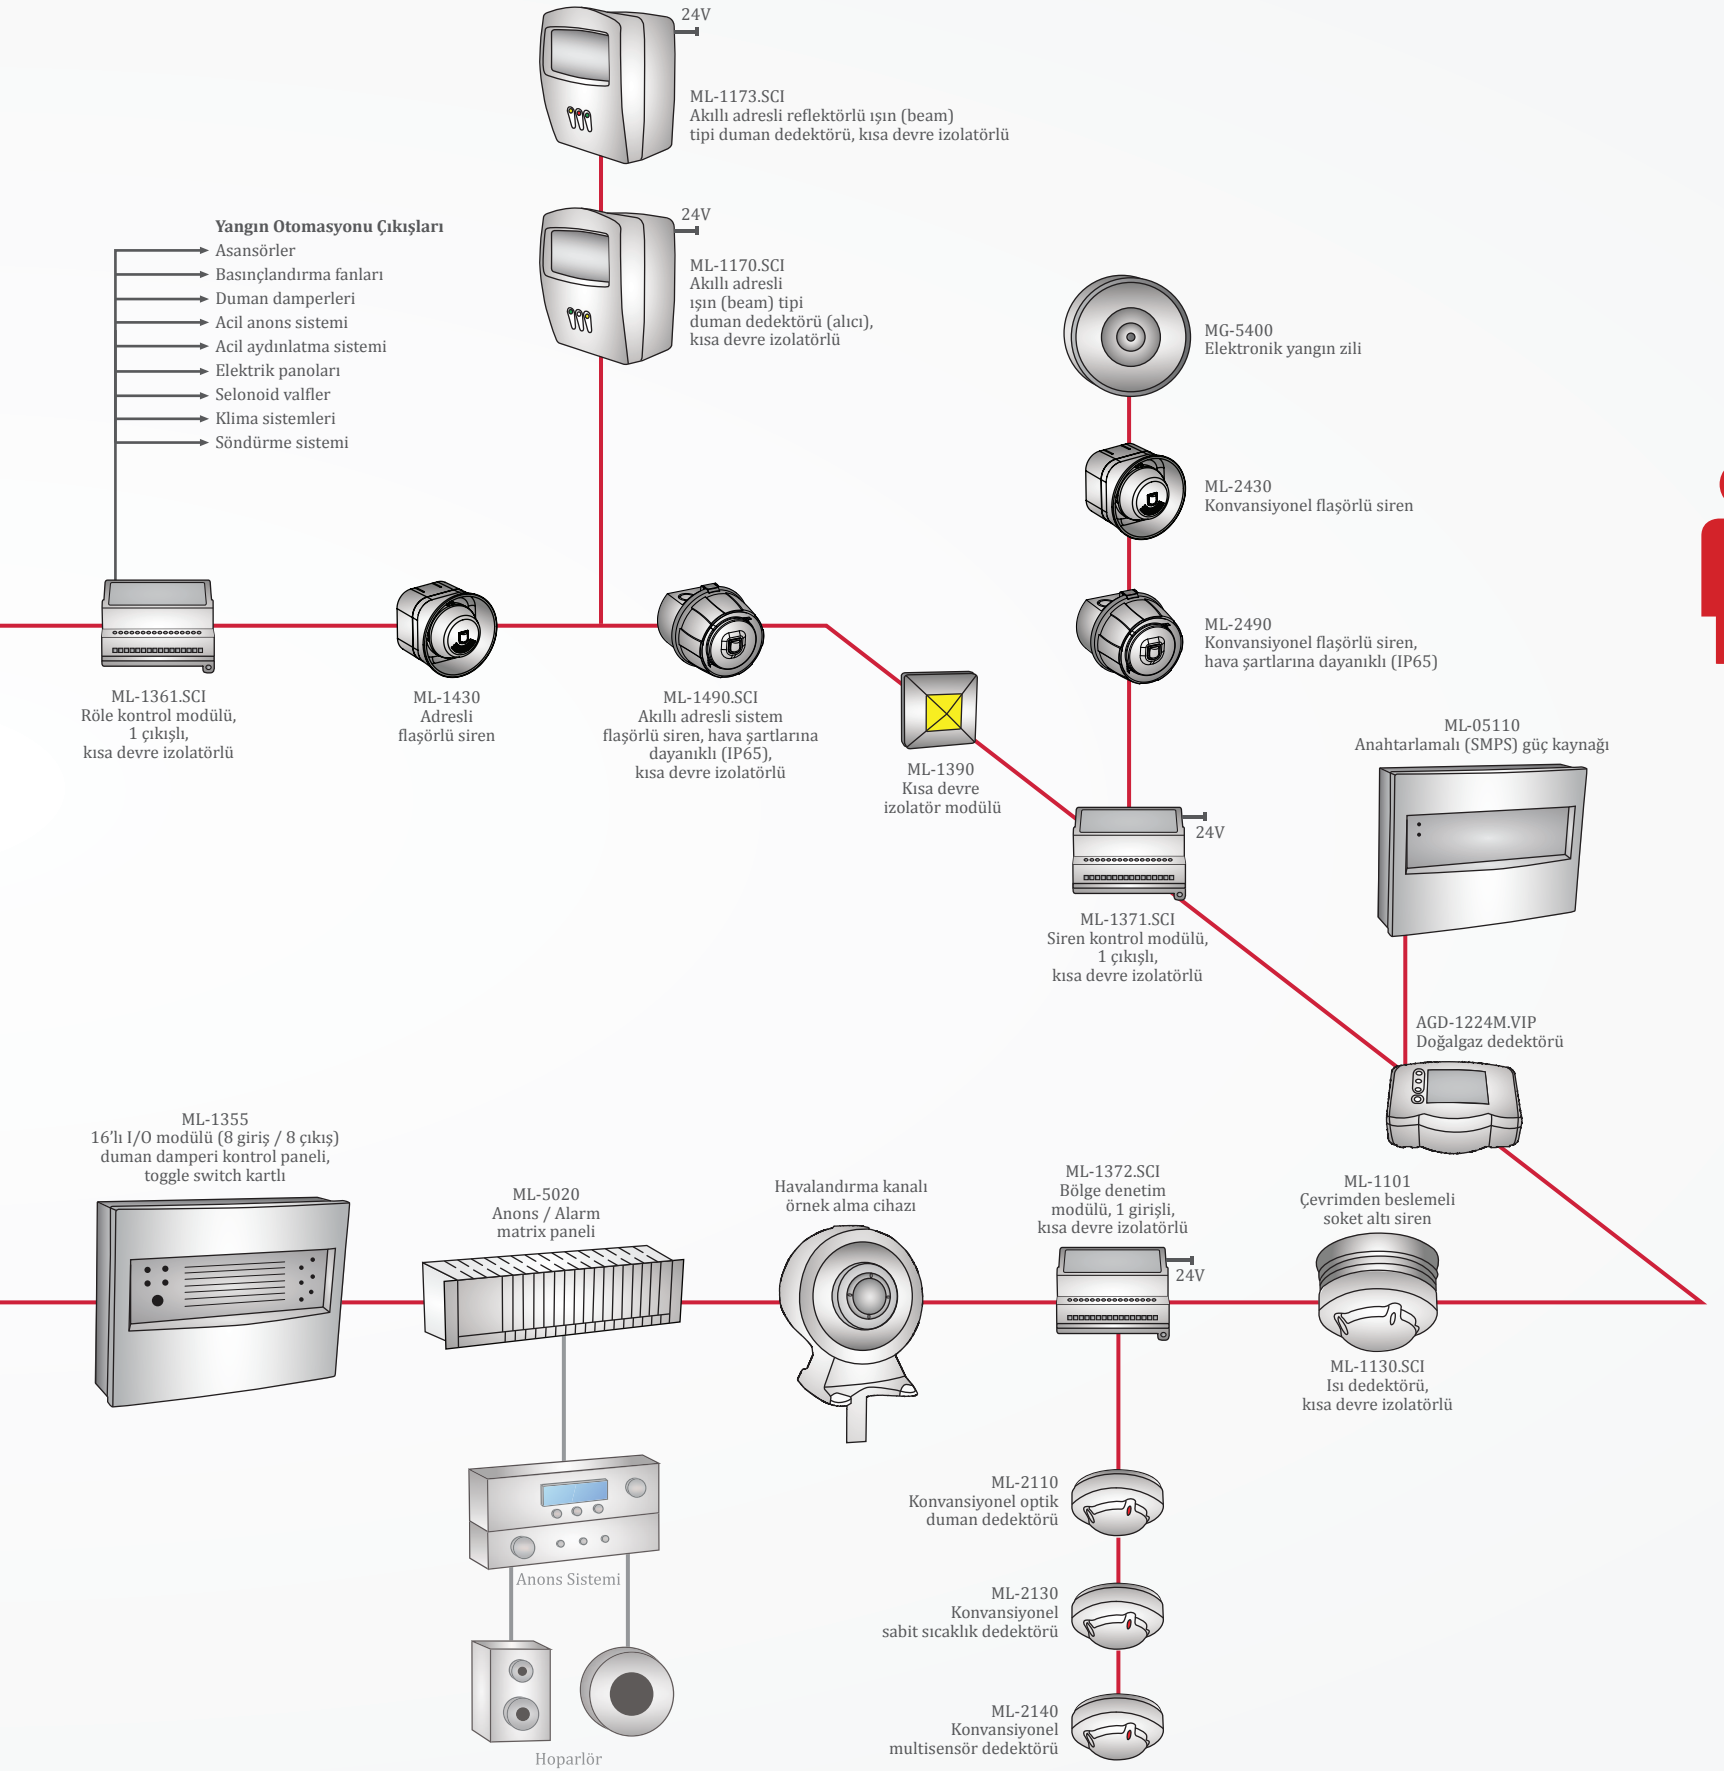 24V
ML-1173.SCI
Akıllı adresli reflektörlü ışın (beam)
tipi duman dedektörü, kısa devre izolatörlü
24V
ML-1170.SCI
Akıllı adresli
ışın (beam) tipi
duman dedektörü (alıcı),
kısa devre izolatörlü
Yangın Otomasyonu Çıkışları
Asansörler
Basınçlandırma fanları
Duman damperleri
Acil anons sistemi
Acil aydınlatma sistemi
Elektrik panoları
Selonoid valfler
Klima sistemleri
Söndürme sistemi
MG-5400
Elektronik yangın zili
ML-2430
Konvansiyonel flaşörlü siren
ML-2490
Konvansiyonel flaşörlü siren,
hava şartlarına dayanıklı (IP65)
ML-1361.SCI
Röle kontrol modülü,
1 çıkışlı,
kısa devre izolatörlü
ML-1430
Adresli
flaşörlü siren
ML-1490.SCI
Akıllı adresli sistem
flaşörlü siren, hava şartlarına
dayanıklı (IP65),
kısa devre izolatörlü
ML-1390
Kısa devre
izolatör modülü
24V
ML-1371.SCI
Siren kontrol modülü,
1 çıkışlı,
kısa devre izolatörlü
ML-05110
Anahtarlamalı (SMPS) güç kaynağı
AGD-1224M.VIP
Doğalgaz dedektörü
ML-1355
16'lı I/O modülü (8 giriş / 8 çıkış)
duman damperi kontrol paneli,
toggle switch kartlı
ML-5020
Anons / Alarm
matrix paneli
Havalandırma kanalı
örnek alma cihazı
ML-1372.SCI
Bölge denetim
modülü, 1 girişli,
kısa devre izolatörlü
24V
ML-1101
Çevrimden beslemeli
soket altı siren
ML-1130.SCI
Isı dedektörü,
kısa devre izolatörlü
Anons Sistemi
Hoparlör
ML-2110
Konvansiyonel optik
duman dedektörü
ML-2130
Konvansiyonel
sabit sıcaklık dedektörü
ML-2140
Konvansiyonel
multisensör dedektörü